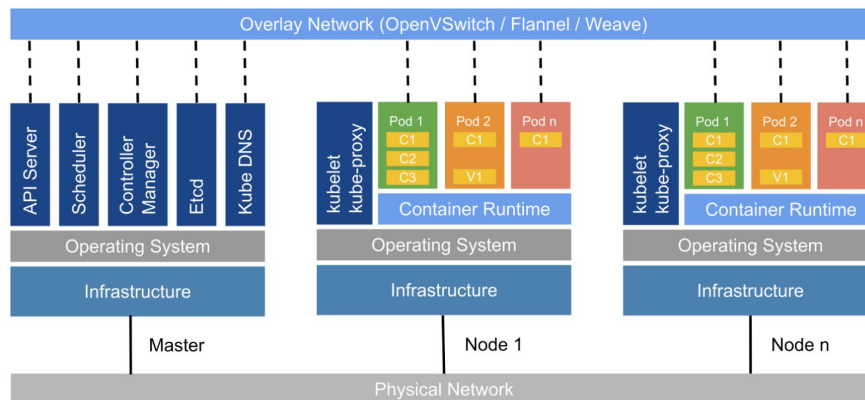 Overlay Network (OpenVSwitch / Flannel / Weave)
API Server
Scheduler
Controller
Manager
Etcd
Kube DNS
Operating System
Infrastructure
Master
kubelet
kube-proxy
Pod 1
C1
C2
C3
Pod 2
C1
V1
Pod n
C1
Container Runtime
Operating System
Infrastructure
Node 1
kubelet
kube-proxy
Pod 1
C1
C2
C3
Pod 2
C1
V1
Pod n
C1
Container Runtime
Operating System
Infrastructure
Node n
Physical Network